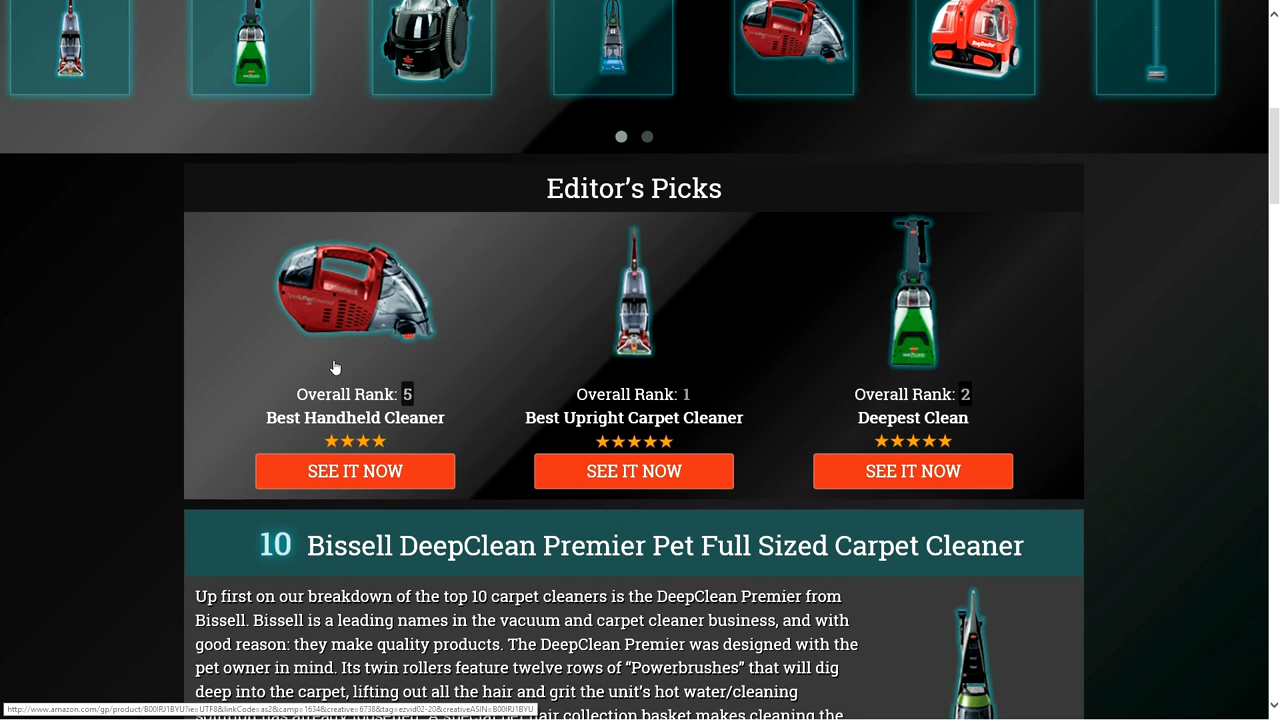 Editor’s Picks
Overall Rank: 5
Best Handheld Cleaner
SEE IT NOW
Overall Rank: 1
Best Upright Carpet Cleaner
SEE IT NOW
Overall Rank: 2
Deepest Clean
SEE IT NOW
10 Bissell DeepClean Premier Pet Full Sized Carpet Cleaner
Up first on our breakdown of the top 10 carpet cleaners is the DeepClean Premier from
Bissell. Bissell is a leading names in the vacuum and carpet cleaner business, and with
good reason: they make quality products. The DeepClean Premier was designed with the
pet owner in mind. Its twin rollers feature twelve rows of “Powerbrushes” that will dig
deep into the carpet, lifting out all the hair and grit the unit’s hot water/cleaning
http://www.amazon.com/gp/product/B00IRJ1BYU?ie=UTF8&linkCode=as2&camp=1634&creative=6738&tag=ezvid02-20&creativeASIN=B00IRJ1BYU